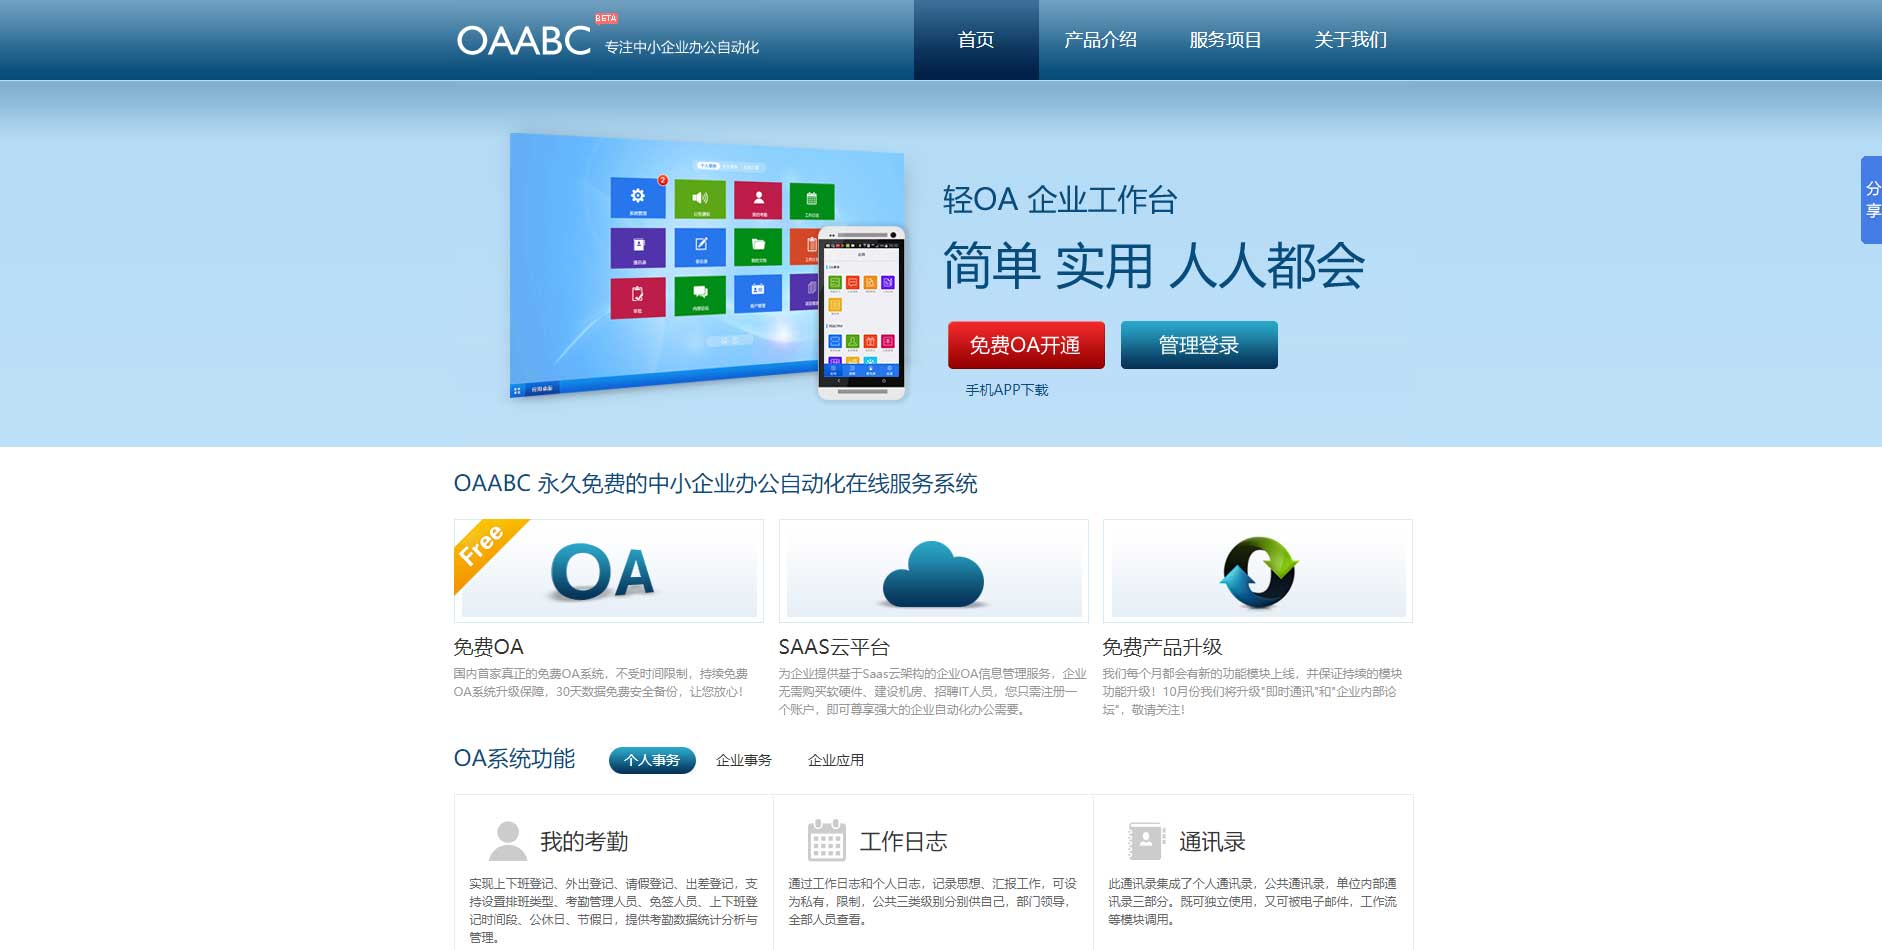 OAABC BETA 专注中小企业办公自动化
首页 产品介绍 服务项目 关于我们
分享
轻OA 企业工作台
简单 实用 人人都会
免费OA开通 管理登录
手机APP下载
2
OAABC 永久免费的中小企业办公自动化在线服务系统
Free OA
免费OA
国内首家真正的免费OA系统，不受时间限制，持续免费
OA系统升级保障，30天数据免费安全备份，让您放心！
SAAS云平台
为企业提供基于Saas云架构的企业OA信息管理服务，企业
无需购买软硬件、建设机房、招聘IT人员，您只需注册一
个账户，即可尊享强大的企业自动化办公需要。
免费产品升级
我们每个月都会有新的功能模块上线，并保证持续的模块
功能升级！10月份我们将升级"即时通讯"和"企业内部论
坛"，敬请关注！
OA系统功能 个人事务 企业事务 企业应用
我的考勤
实现上下班登记、外出登记、请假登记、出差登记，支
持设置排班类型、考勤管理人员、免签人员、上下班登
记时间段、公休日、节假日，提供考勤数据统计分析与
管理。
工作日志
通过工作日志和个人日志，记录思想、汇报工作，可设
为私有，限制，公共三类级别分别供自己，部门领导，
全部人员查看。
通讯录
此通讯录集成了个人通讯录，公共通讯录，单位内部通
讯录三部分。既可独立使用，又可被电子邮件，工作流
等模块调用。